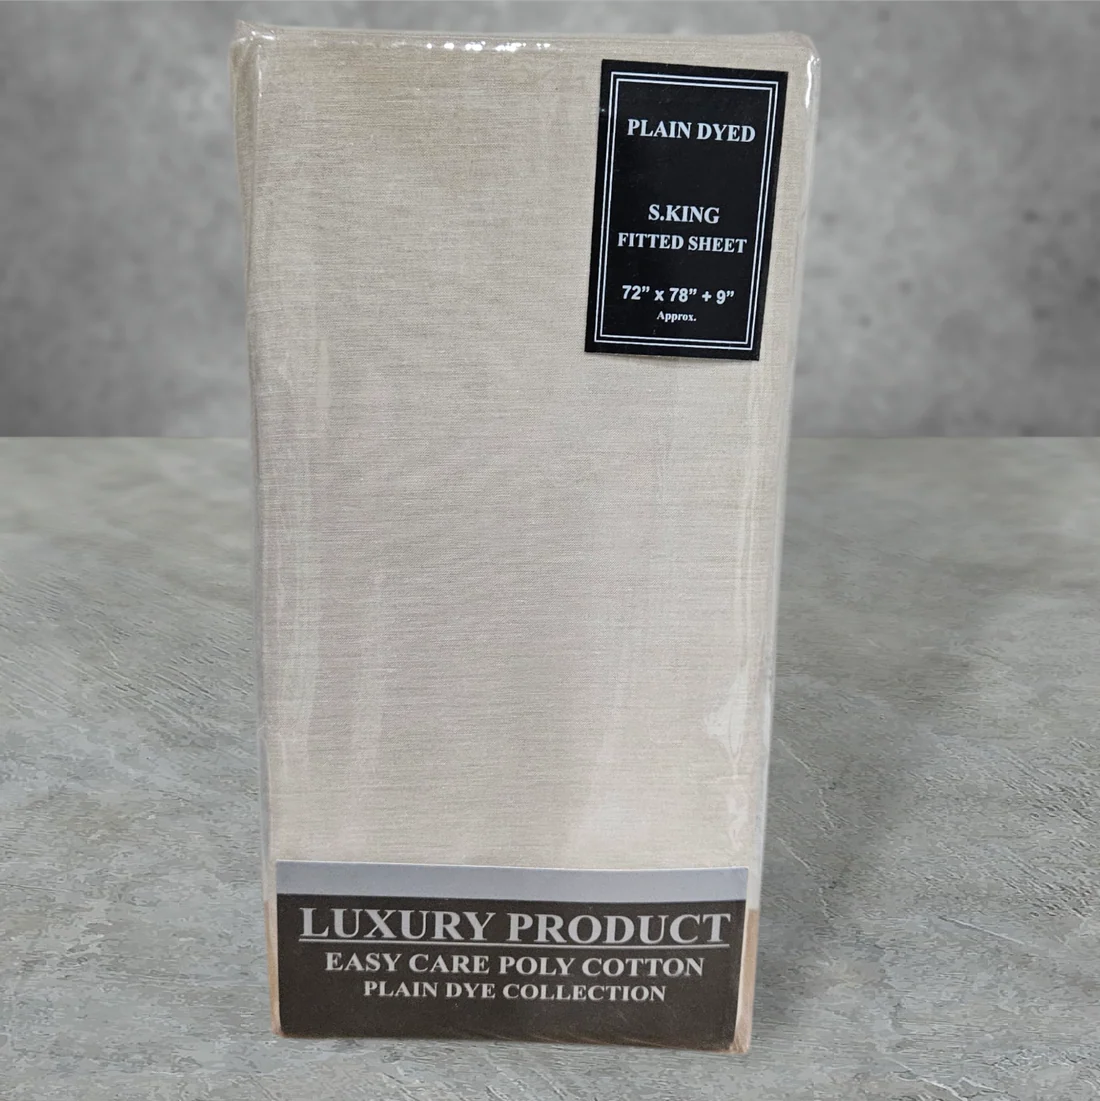 PLAIN DYED
S.KING
FITTED SHEET
72” x 78” + 9”
Approx.
LUXURY PRODUCT
EASY CARE POLY COTTON
PLAIN DYE COLLECTION